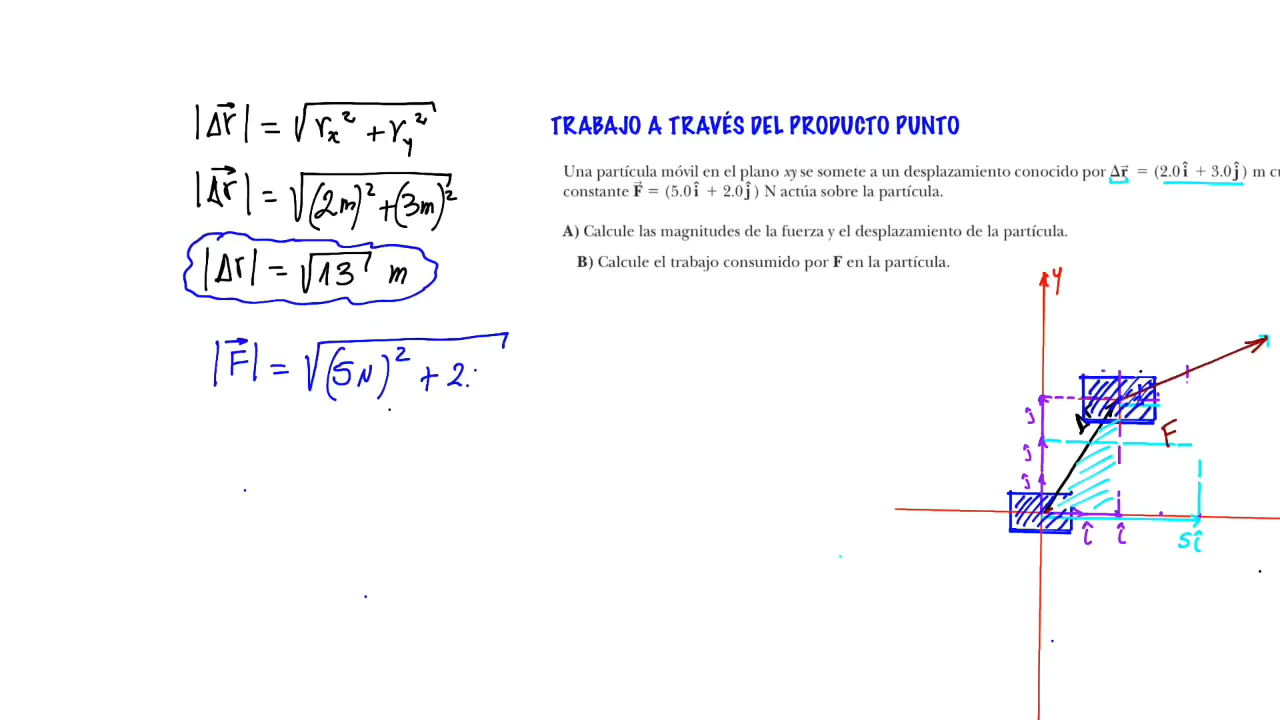 |Δr⃗| = √(rₓ² + r_y²)
|Δr⃗| = √((2m)² + (3m)²)
|Δr| = √13 m
|F⃗| = √((5N)² + 2
TRABAJO A TRAVÉS DEL PRODUCTO PUNTO
Una partícula móvil en el plano xy se somete a un desplazamiento conocido por Δr⃗ = (2.0î + 3.0ĵ) m cu
constante F⃗ = (5.0î + 2.0ĵ) N actúa sobre la partícula.
A) Calcule las magnitudes de la fuerza y el desplazamiento de la partícula.
B) Calcule el trabajo consumido por F en la partícula.
y
ĵ
F
ĵ
ĵ
î î 5î